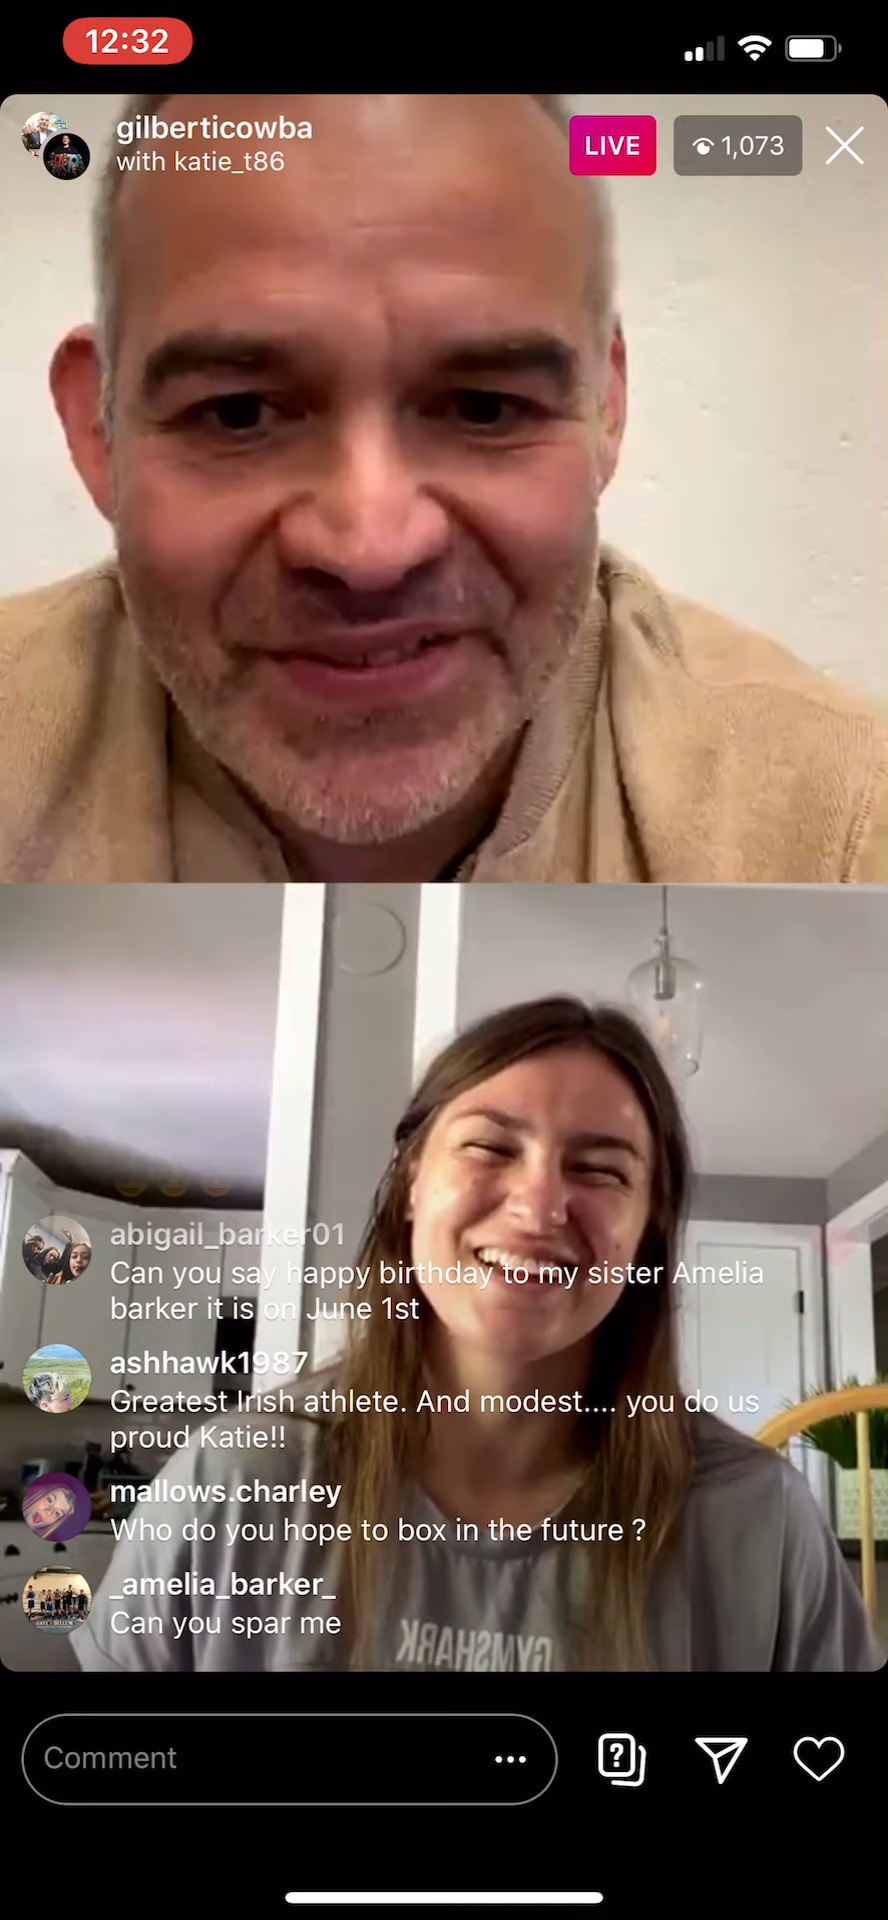 12:32
gilberticowba
with katie_t86
LIVE
1,073
abigail_barker01
Can you say happy birthday to my sister Amelia
barker it is on June 1st
ashhawk1987
Greatest Irish athlete. And modest.... you do us
proud Katie!!
mallows.charley
Who do you hope to box in the future ?
_amelia_barker_
Can you spar me
GYMSHARK
Comment